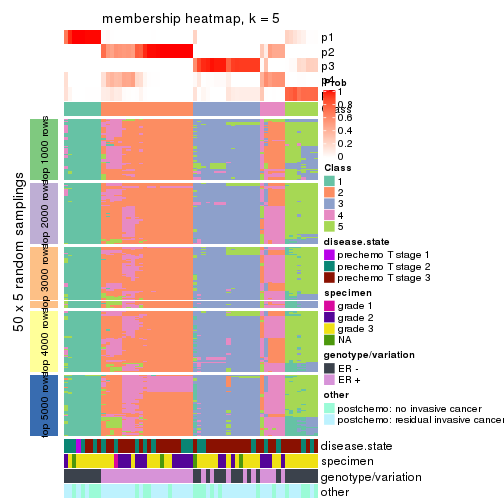 membership heatmap, k = 5
p1
p2
p3
p4
Prob
1
0.8
0.6
0.4
0.2
0
Class
1
2
3
4
5
disease.state
prechemo T stage 1
prechemo T stage 2
prechemo T stage 3
specimen
grade 1
grade 2
grade 3
NA
genotype/variation
ER -
ER +
other
postchemo: no invasive cancer
postchemo: residual invasive cancer
50 x 5 random samplings
top 1000 rows
top 2000 rows
top 3000 rows
top 4000 rows
top 5000 rows
disease.state
specimen
genotype/variation
other